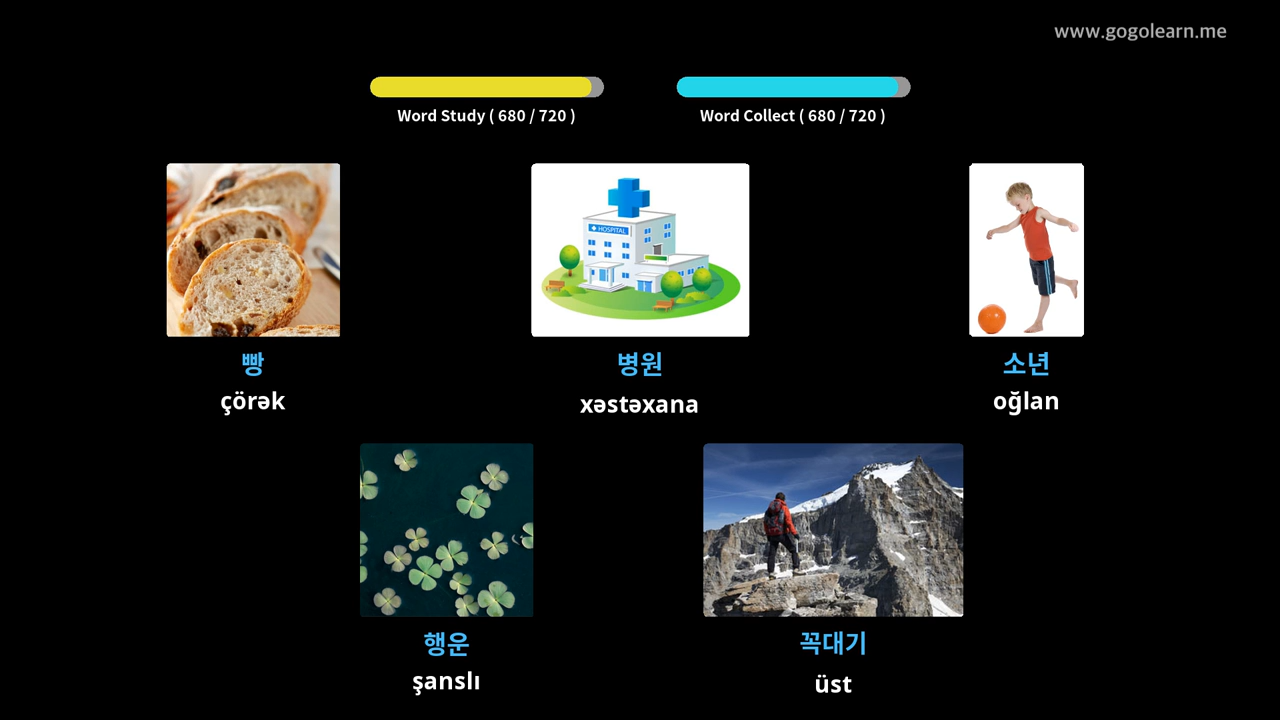 www.gogolearn.me
Word Study ( 680 / 720 )
Word Collect ( 680 / 720 )
HOSPITAL
빵
çörək
병원
xəstəxana
소년
oğlan
행운
şanslı
꼭대기
üst